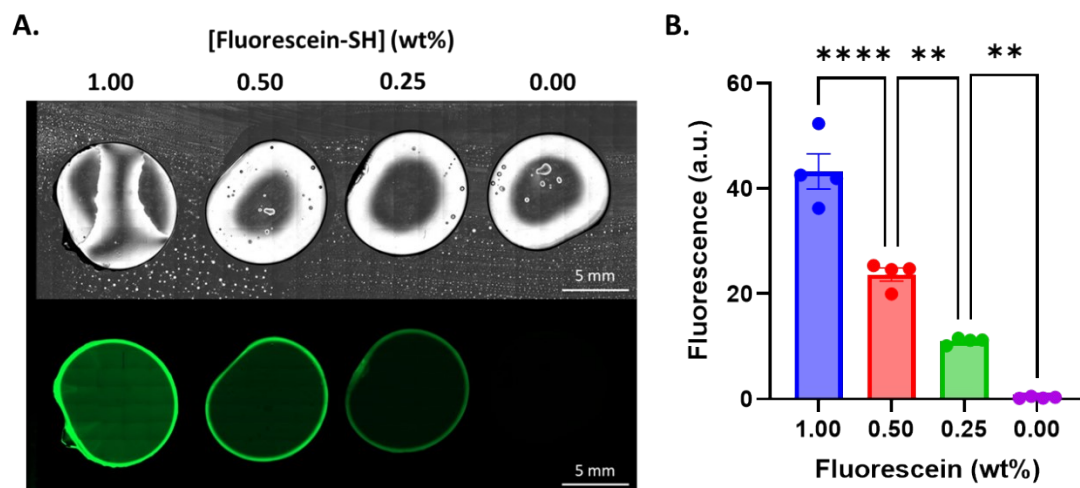 A.
[Fluorescein-SH] (wt%)
1.00 0.50 0.25 0.00
5 mm
5 mm
B.
**** ** **
60
40
20
0
Fluorescence (a.u.)
1.00 0.50 0.25 0.00
Fluorescein (wt%)